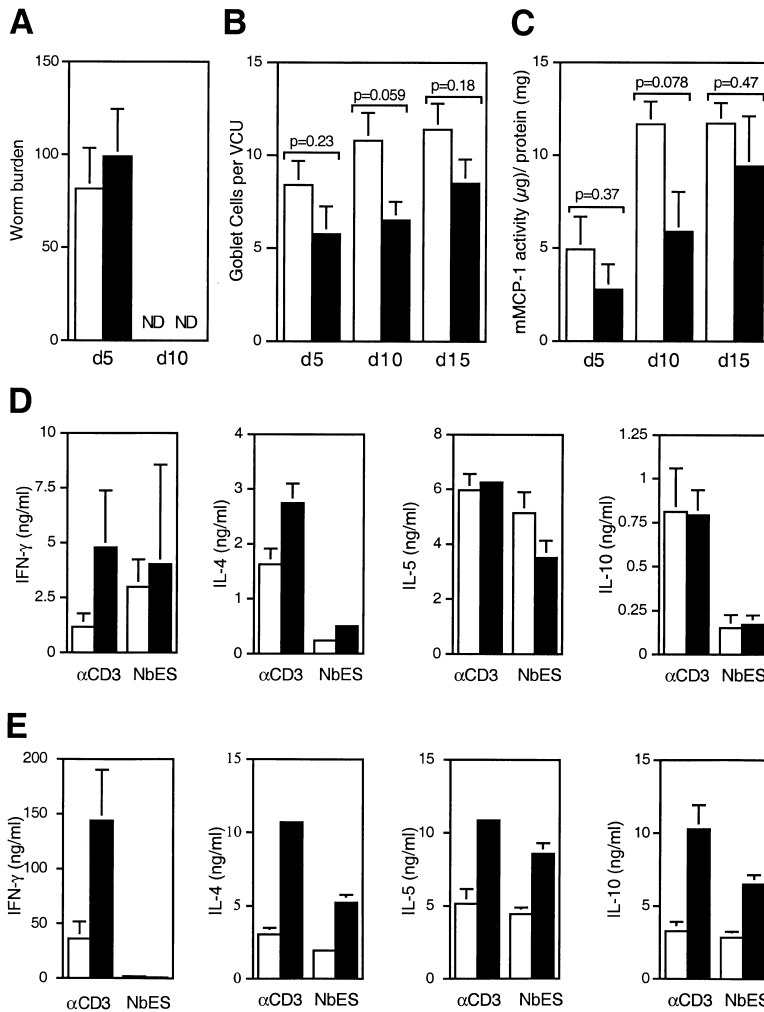 A
Worm burden
150
100
50
0
ND ND
d5 d10
B
Goblet Cells per VCU
15
10
5
0
p=0.23
p=0.059
p=0.18
d5 d10 d15
C
mMCP-1 activity (µg)/ protein (mg)
15
10
5
0
p=0.37
p=0.078
p=0.47
d5 d10 d15
D
IFN-γ (ng/ml)
10
7.5
5
2.5
0
αCD3 NbES
IL-4 (ng/ml)
4
3
2
1
0
αCD3 NbES
IL-5 (ng/ml)
5
6
4
2
0
αCD3 NbES
IL-10 (ng/ml)
1.25
1
0.75
0.5
0.25
0
αCD3 NbES
E
IFN-γ (ng/ml)
200
150
100
50
0
αCD3 NbES
IL-4 (ng/ml)
15
10
5
0
αCD3 NbES
IL-5 (ng/ml)
15
10
5
0
αCD3 NbES
IL-10 (ng/ml)
15
10
5
0
αCD3 NbES